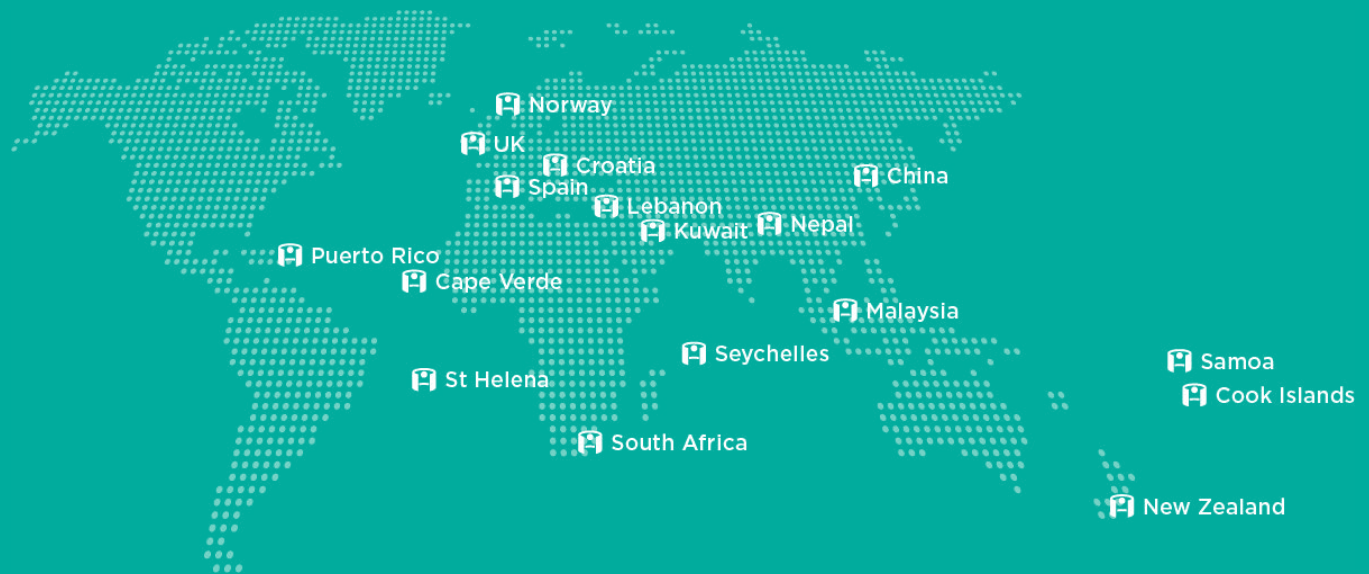 Norway
UK
Croatia
China
Spain
Lebanon
Nepal
Kuwait
Puerto Rico
Cape Verde
Malaysia
Seychelles
Samoa
St Helena
Cook Islands
South Africa
New Zealand